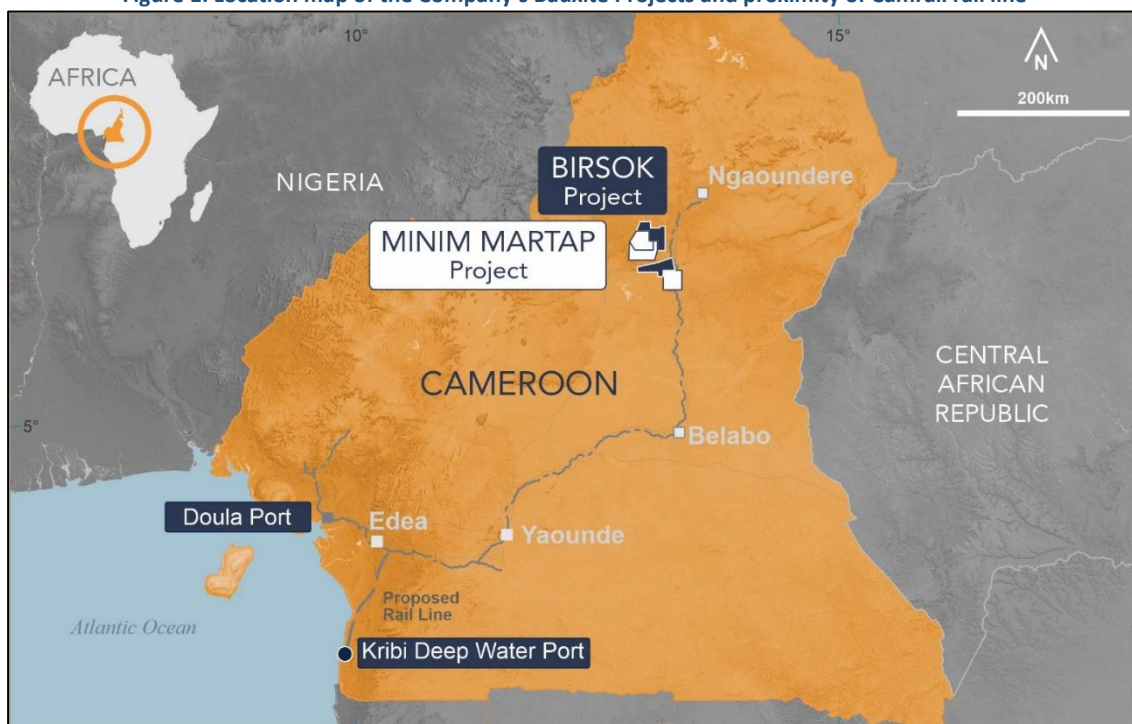 Figure 1: Location map of the Company's Bauxite Projects and proximity of Camrail rail line
10°
15°
AFRICA
N
200km
NIGERIA
BIRSOK
Project
Ngaoundere
MINIM MARTAP
Project
CAMEROON
CENTRAL
AFRICAN
REPUBLIC
5°
Belabo
Doula Port
Edea
Yaounde
Proposed
Rail Line
Atlantic Ocean
Kribi Deep Water Port